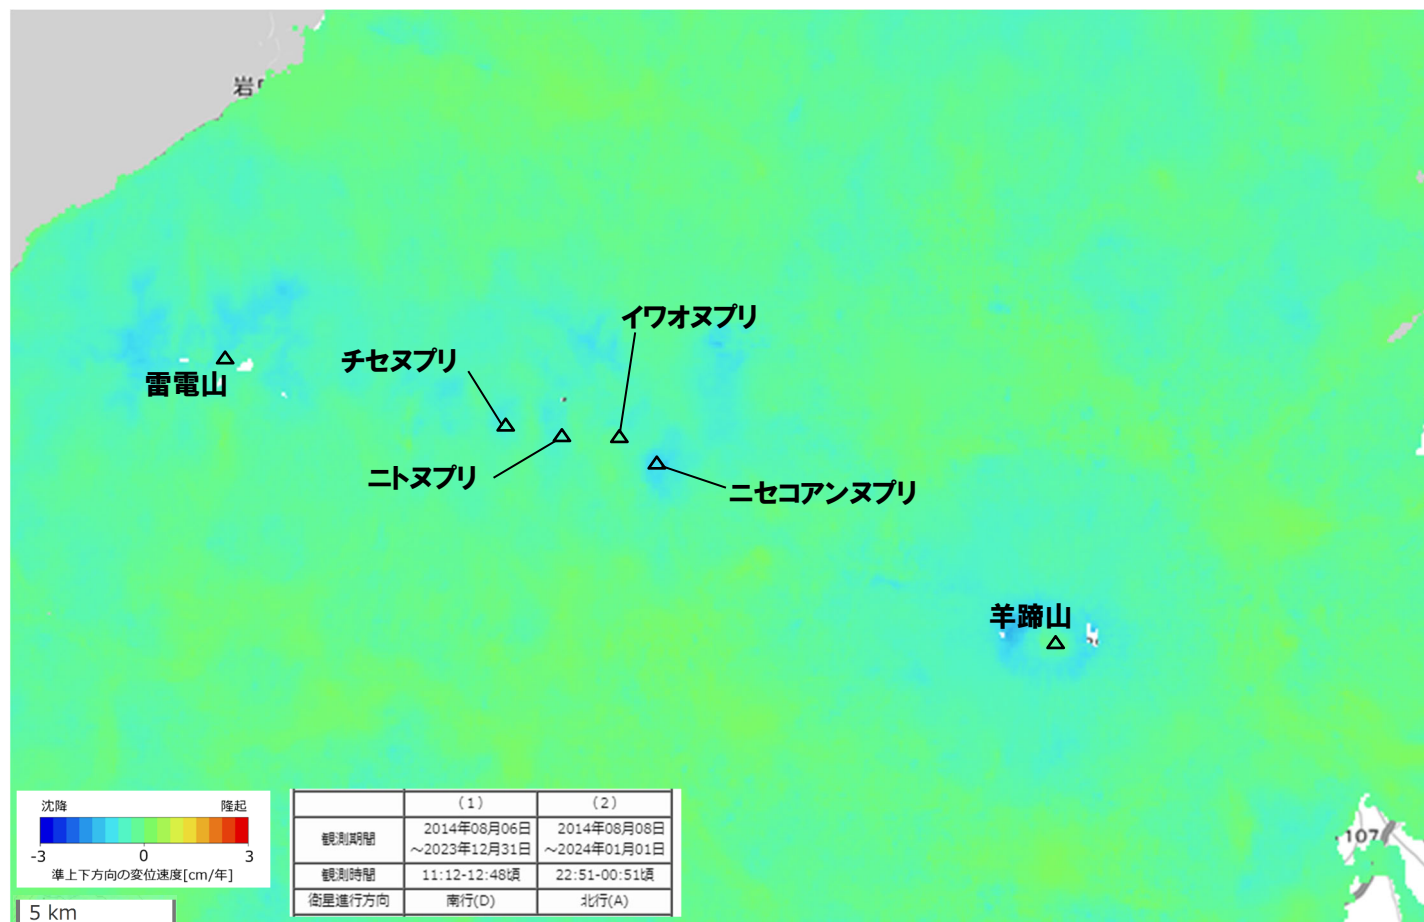 岩
イワオヌプリ
チセヌプリ
雷電山
ニトヌプリ
ニセコアンヌプリ
羊蹄山
沈降 隆起
-3 0 3
準上下方向の変位速度[cm/年]
5 km
(1) (2)
観測期間 2014年08月06日 2014年08月08日
~2023年12月31日 ~2024年01月01日
観測時間 11:12-12:48頃 22:51-00:51頃
衛星進行方向 南行(D) 北行(A)
107